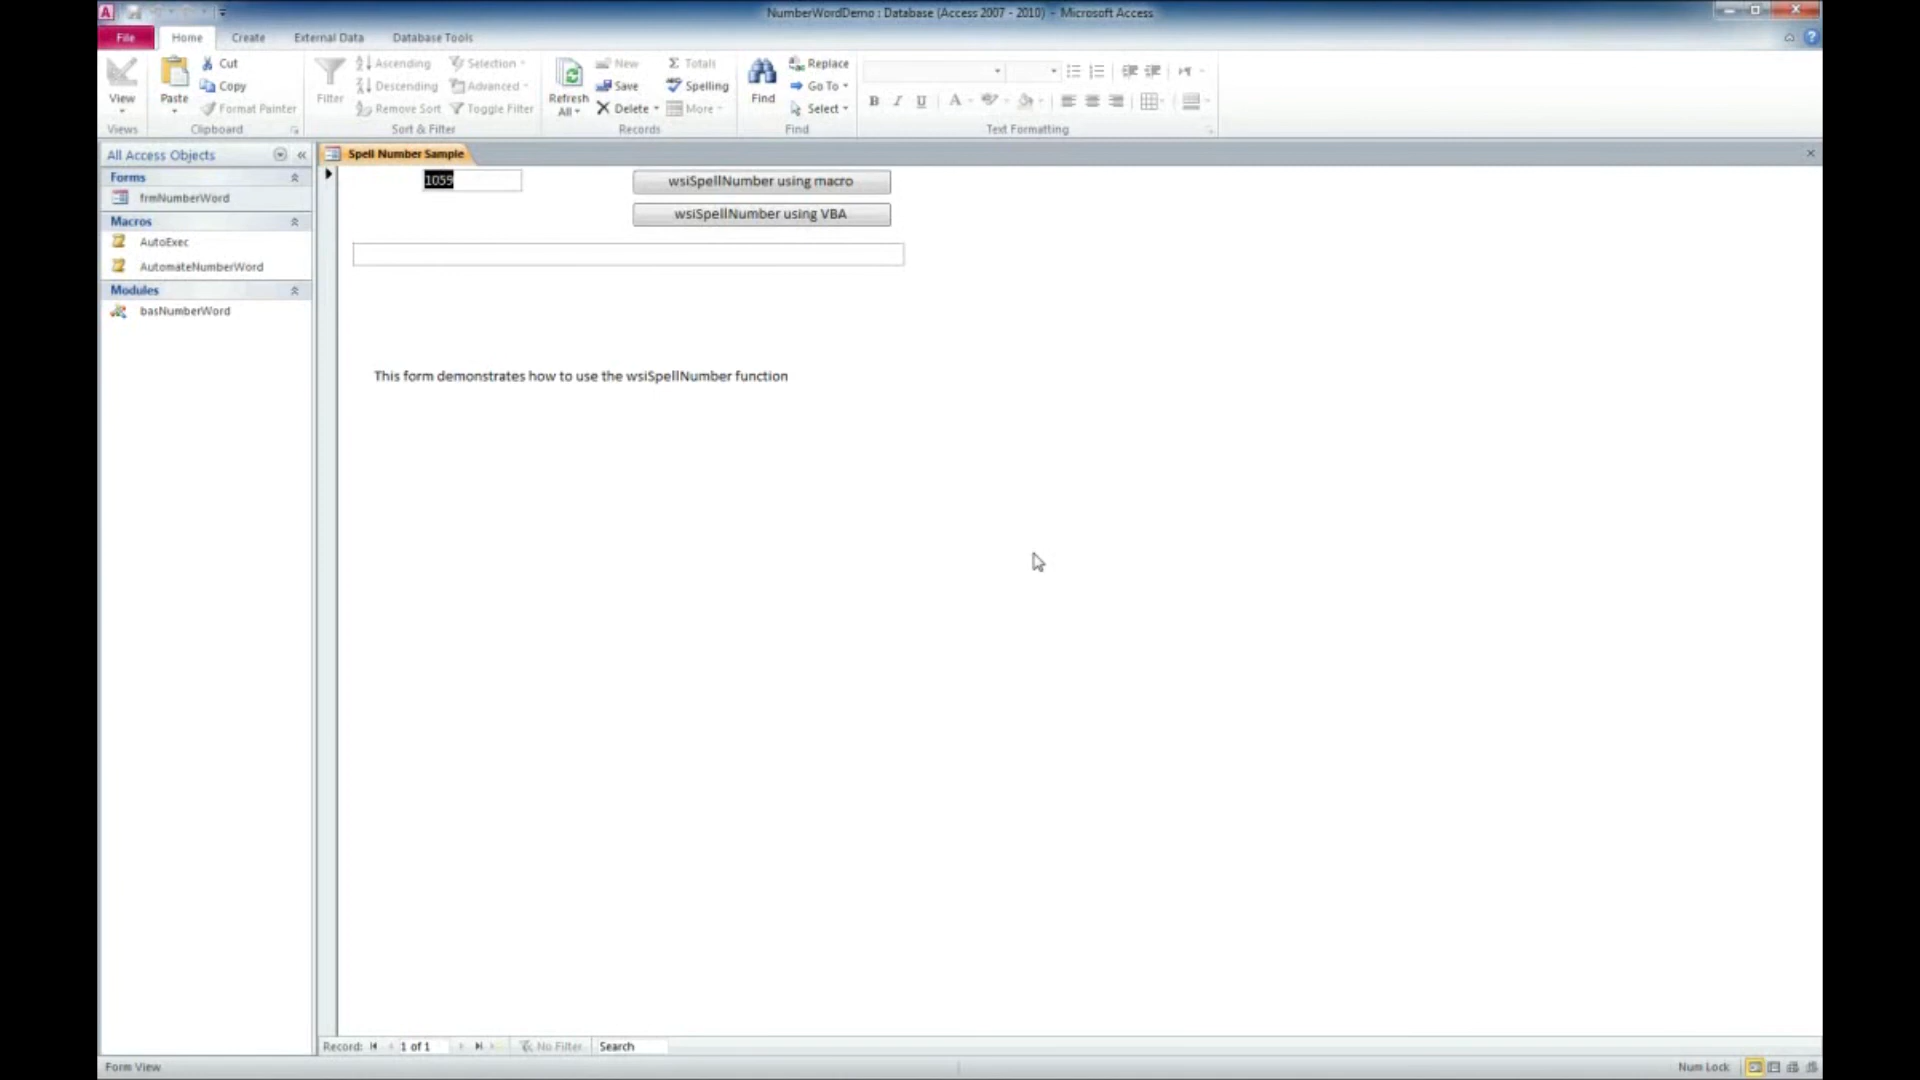 NumberWordDemo : Database (Access 2007 - 2010) - Microsoft Access
File Home Create External Data Database Tools
View
Views
Paste
Cut
Copy
Format Painter
Clipboard
Filter
Ascending
Descending
Remove Sort
Selection
Advanced
Toggle Filter
Sort & Filter
Refresh
All
New
Save
Delete
Totals
Spelling
More
Records
Find
Replace
Go To
Select
Find
B I U A
Text Formatting
All Access Objects
Forms
frmNumberWord
Macros
AutoExec
AutomateNumberWord
Modules
basNumberWord
Spell Number Sample
1059
wsiSpellNumber using macro
wsiSpellNumber using VBA
This form demonstrates how to use the wsiSpellNumber function
Record: 1 of 1 No Filter Search
Form View
Num Lock